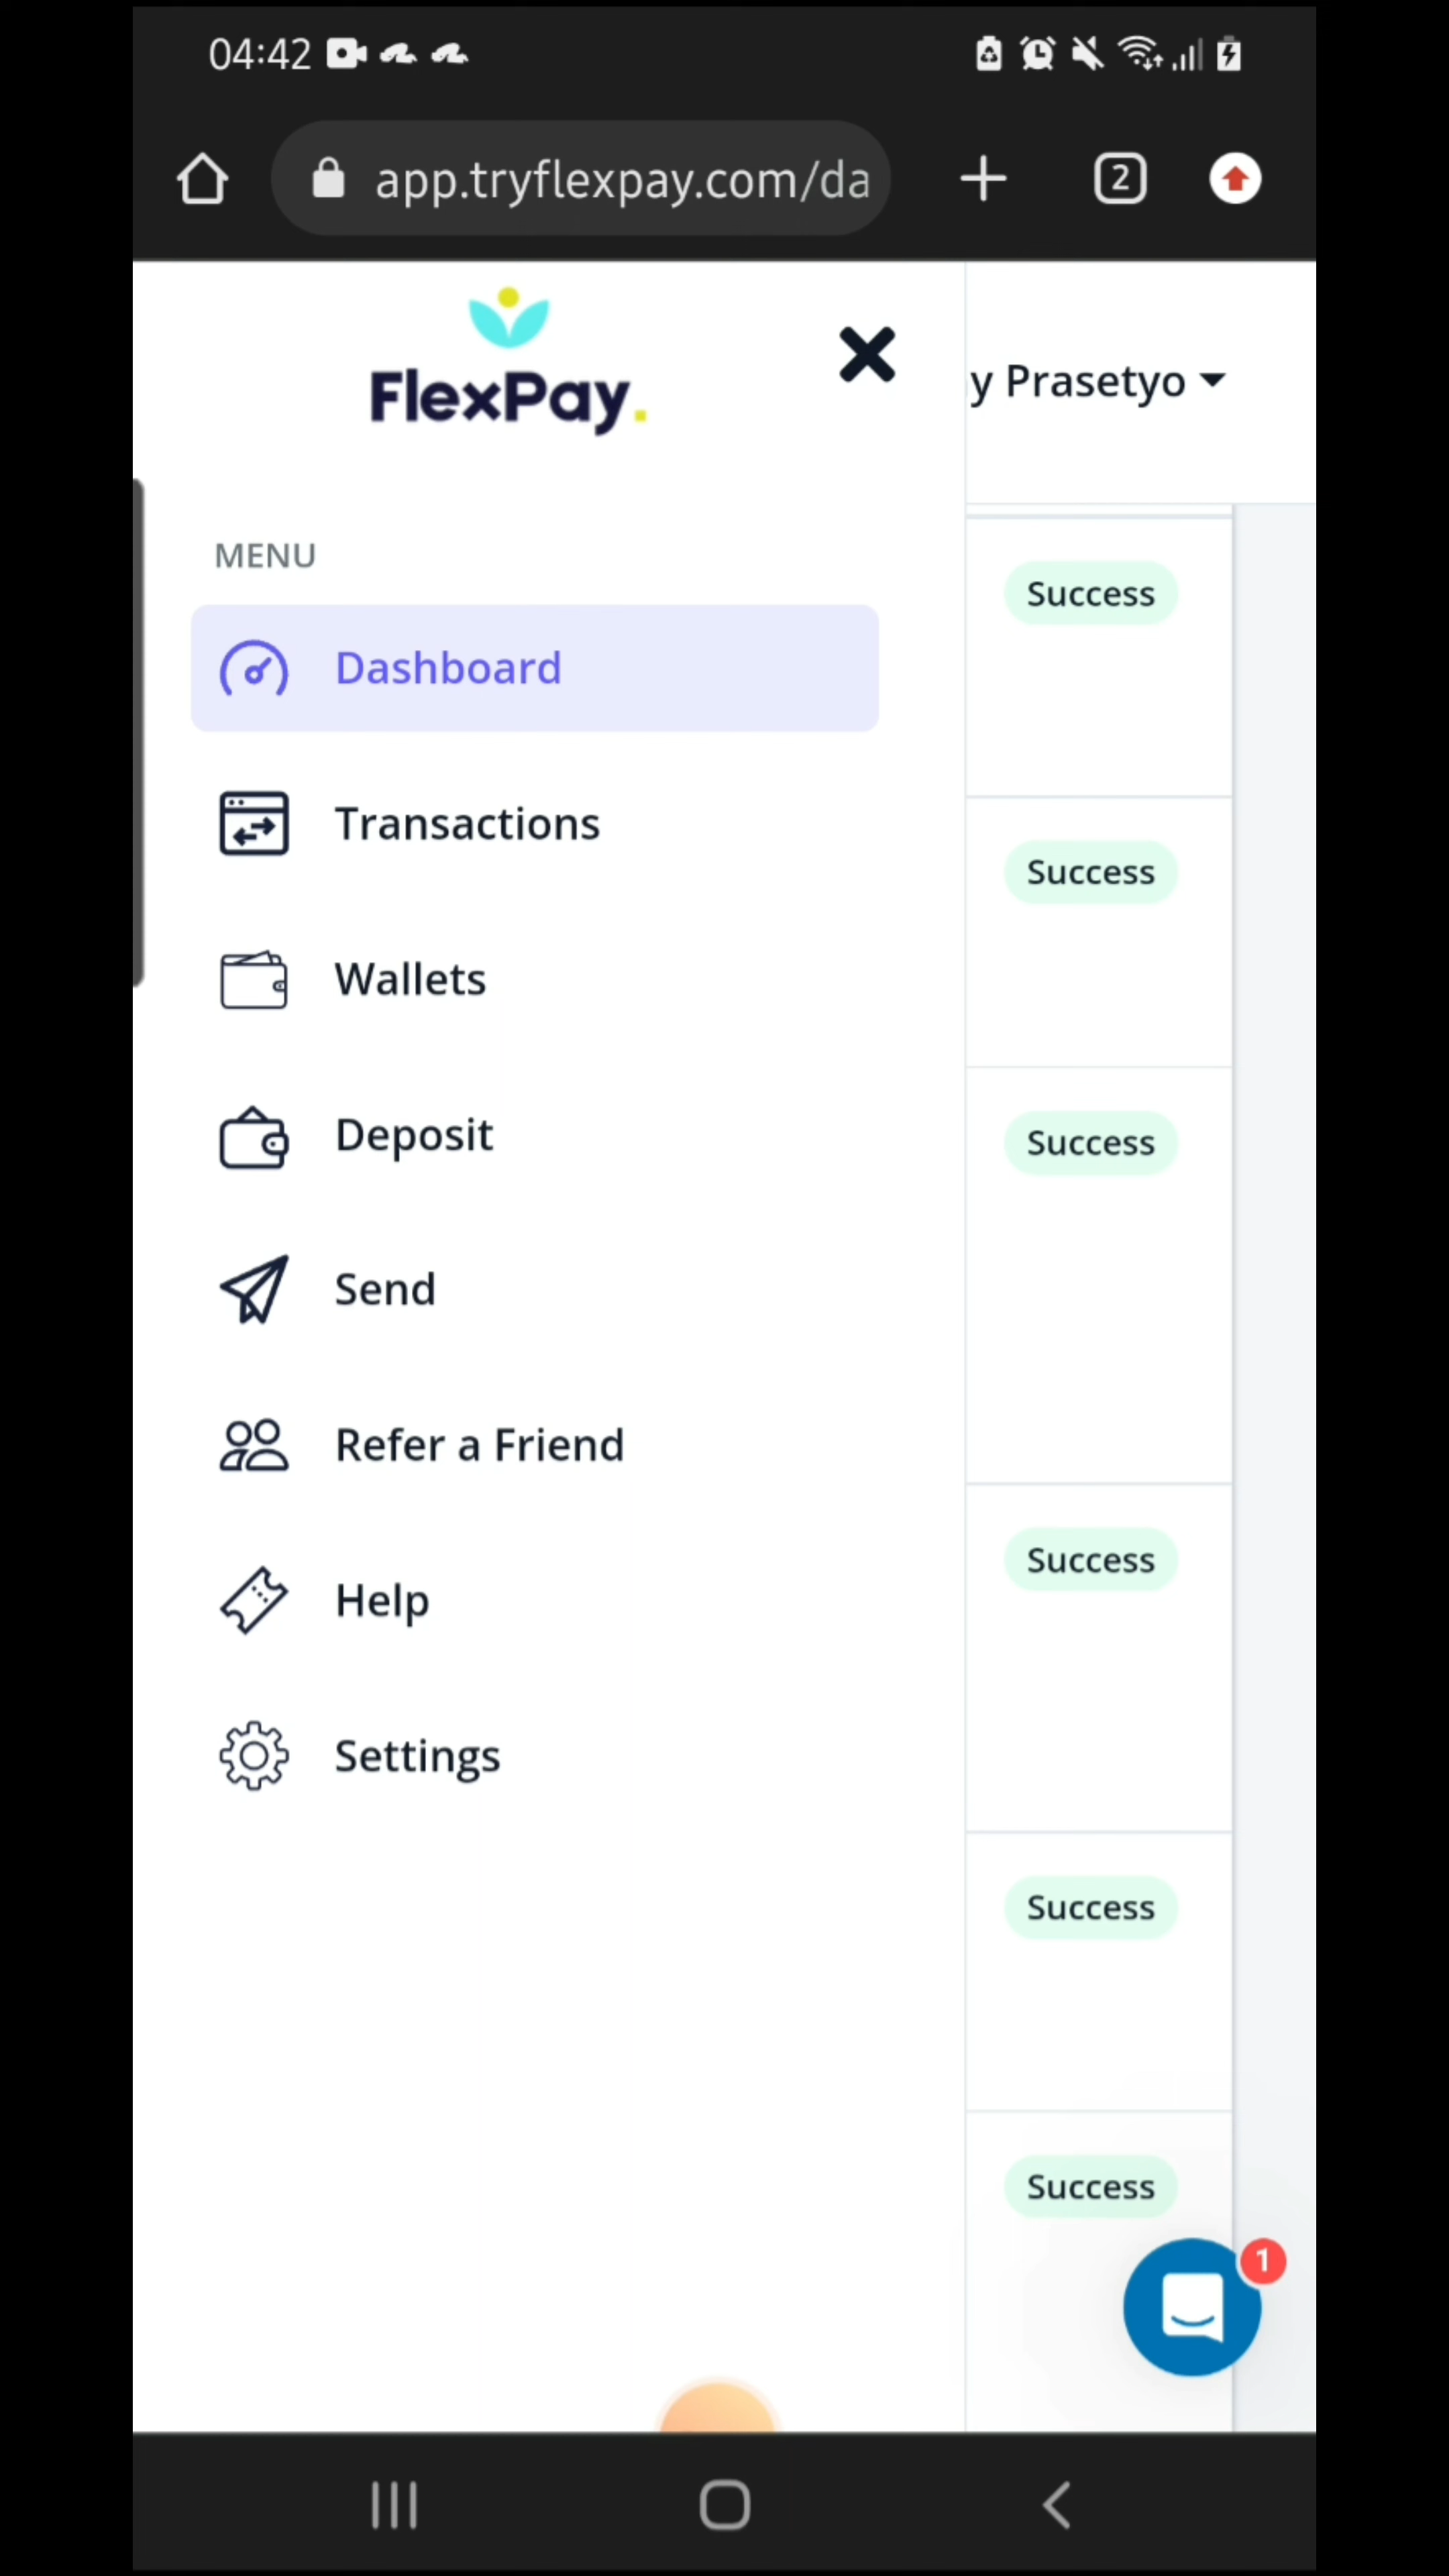 04:42
app.tryflexpay.com/da
2
FlexPay.
y Prasetyo
MENU
Dashboard
Transactions
Wallets
Deposit
Send
Refer a Friend
Help
Settings
Success
Success
Success
Success
Success
Success
1